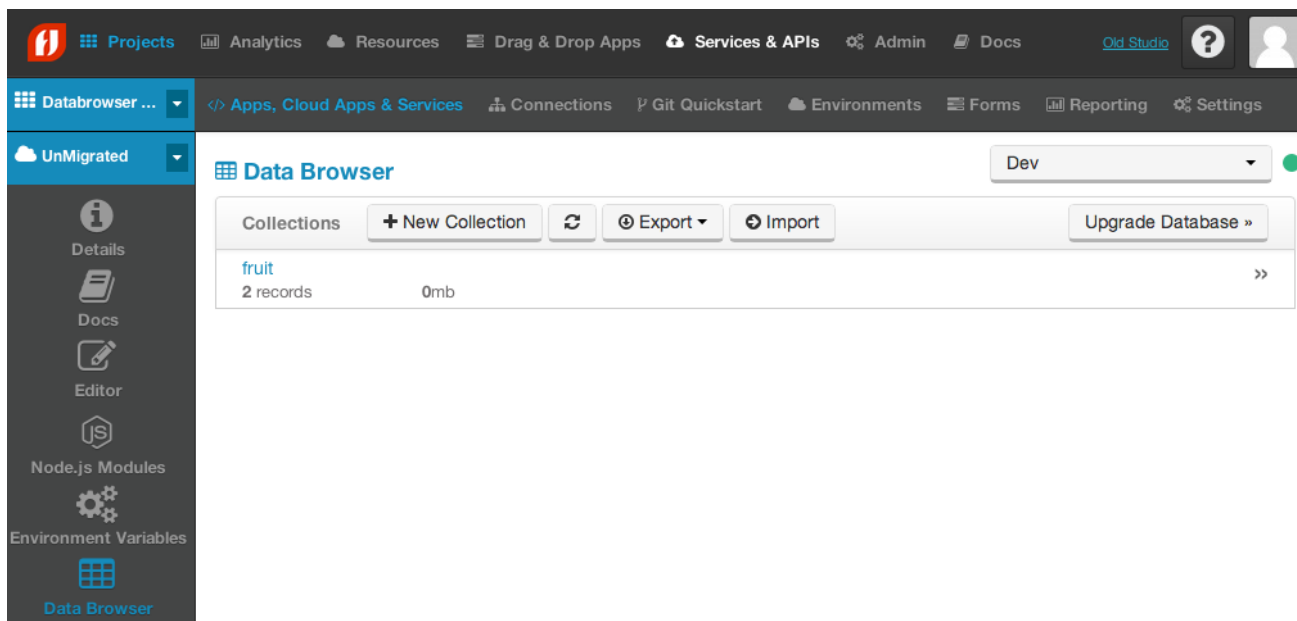 Projects Analytics Resources Drag & Drop Apps Services & APIs Admin Docs Old Studio ?
Databrowser ... </> Apps, Cloud Apps & Services Connections Git Quickstart Environments Forms Reporting Settings
UnMigrated
Data Browser
Dev
Collections + New Collection Export Import Upgrade Database »
fruit
2 records 0mb »
Details
Docs
Editor
JS
Node.js Modules
Environment Variables
Data Browser